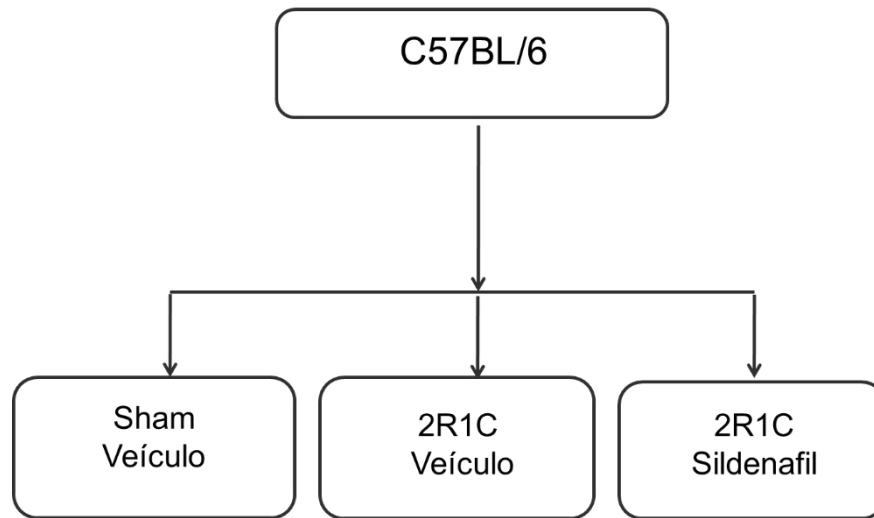 C57BL/6
Sham
Veículo
2R1C
Veículo
2R1C
Sildenafil